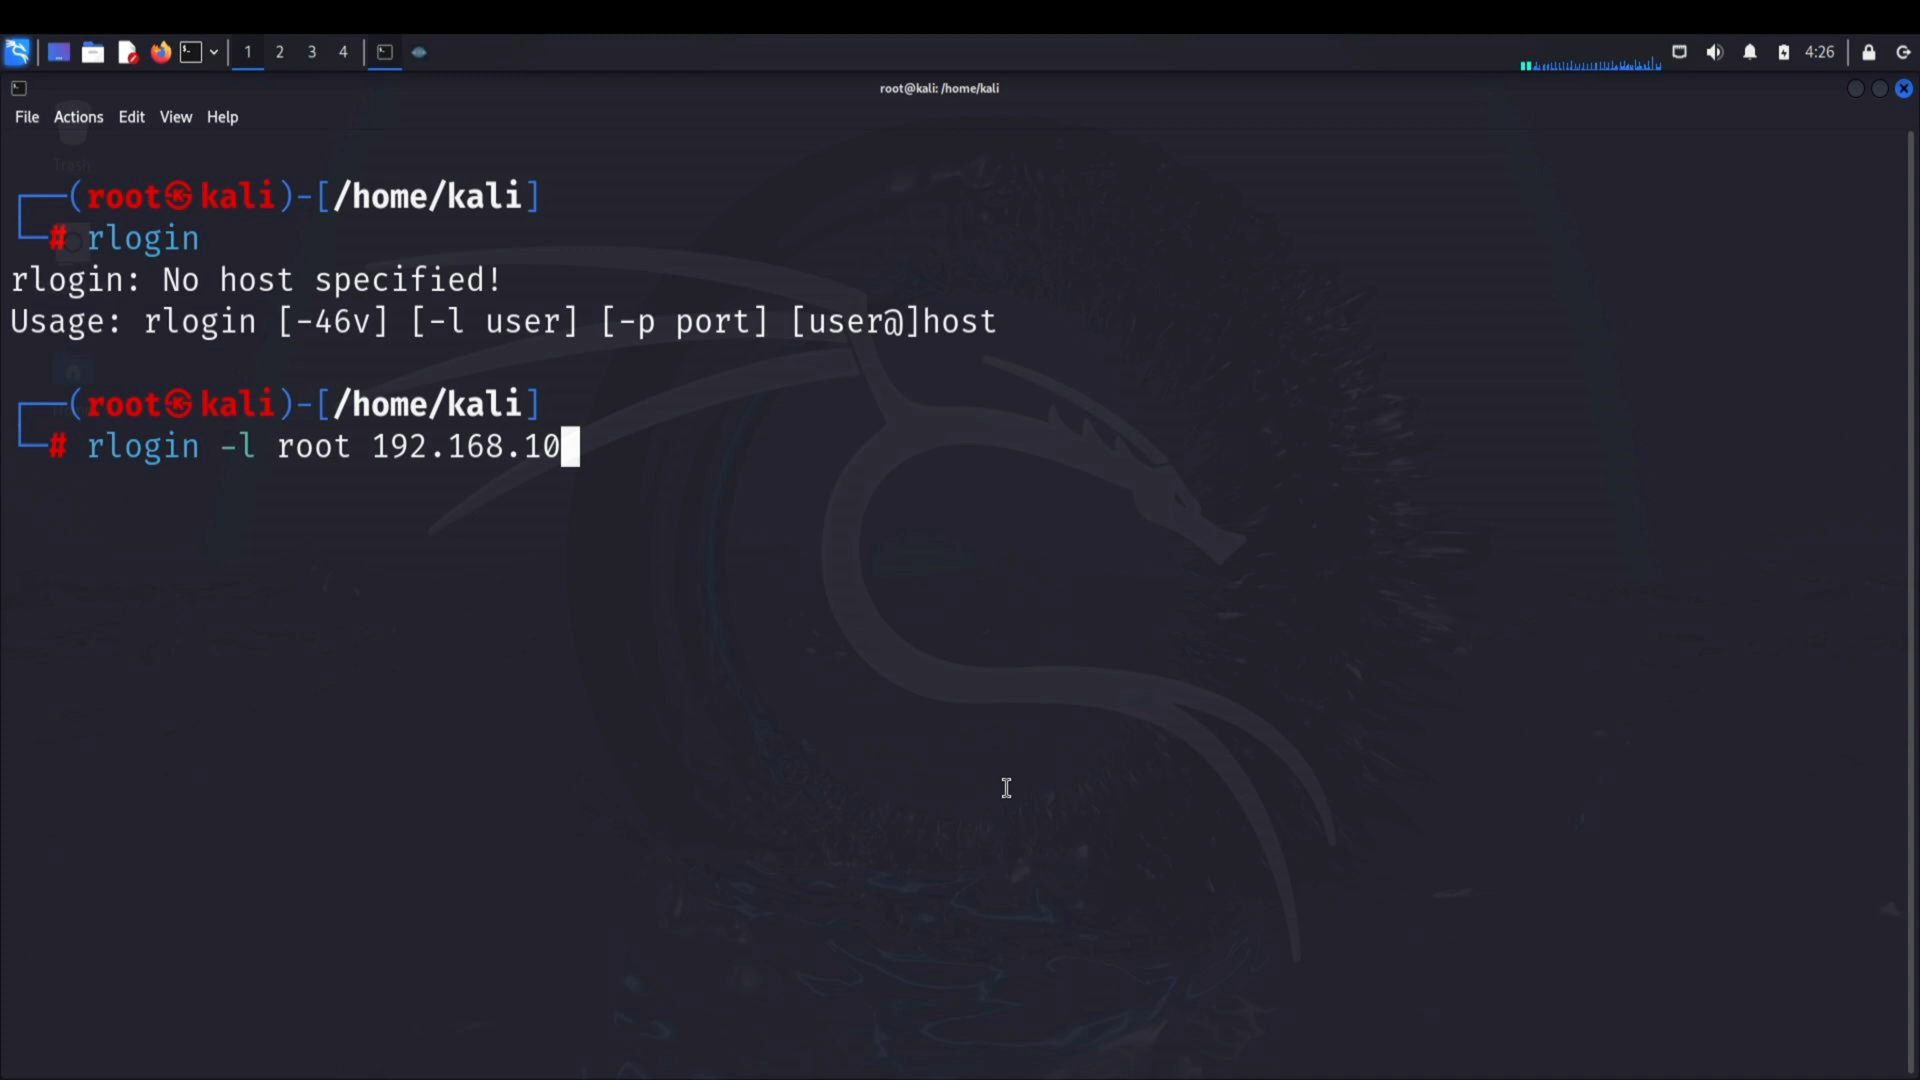 1 2 3 4
4:26
root@kali: /home/kali
File Actions Edit View Help
Trash
(root㉿kali)-[/home/kali]
# rlogin
rlogin: No host specified!
Usage: rlogin [-46v] [-l user] [-p port] [user@]host
(root㉿kali)-[/home/kali]
# rlogin -l root 192.168.10